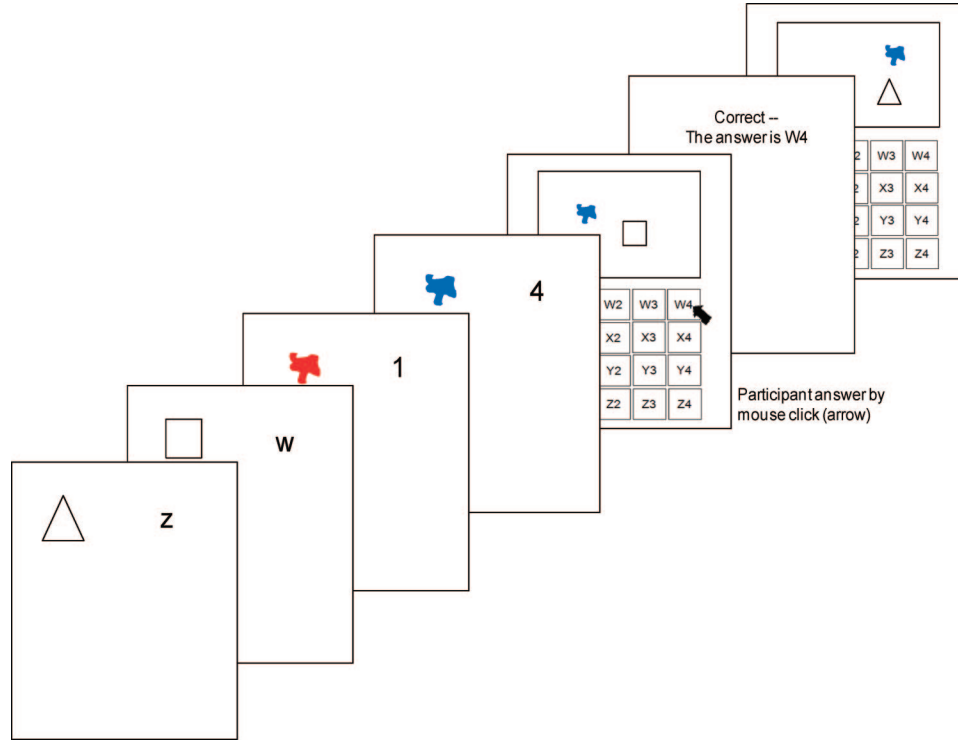 z
w
1
4
W2 W3 W4
X2 X3 X4
Y2 Y3 Y4
Z2 Z3 Z4
Participant answer by
mouse click (arrow)
Correct --
The answer is W4
2 W3 W4
2 X3 X4
2 Y3 Y4
2 Z3 Z4